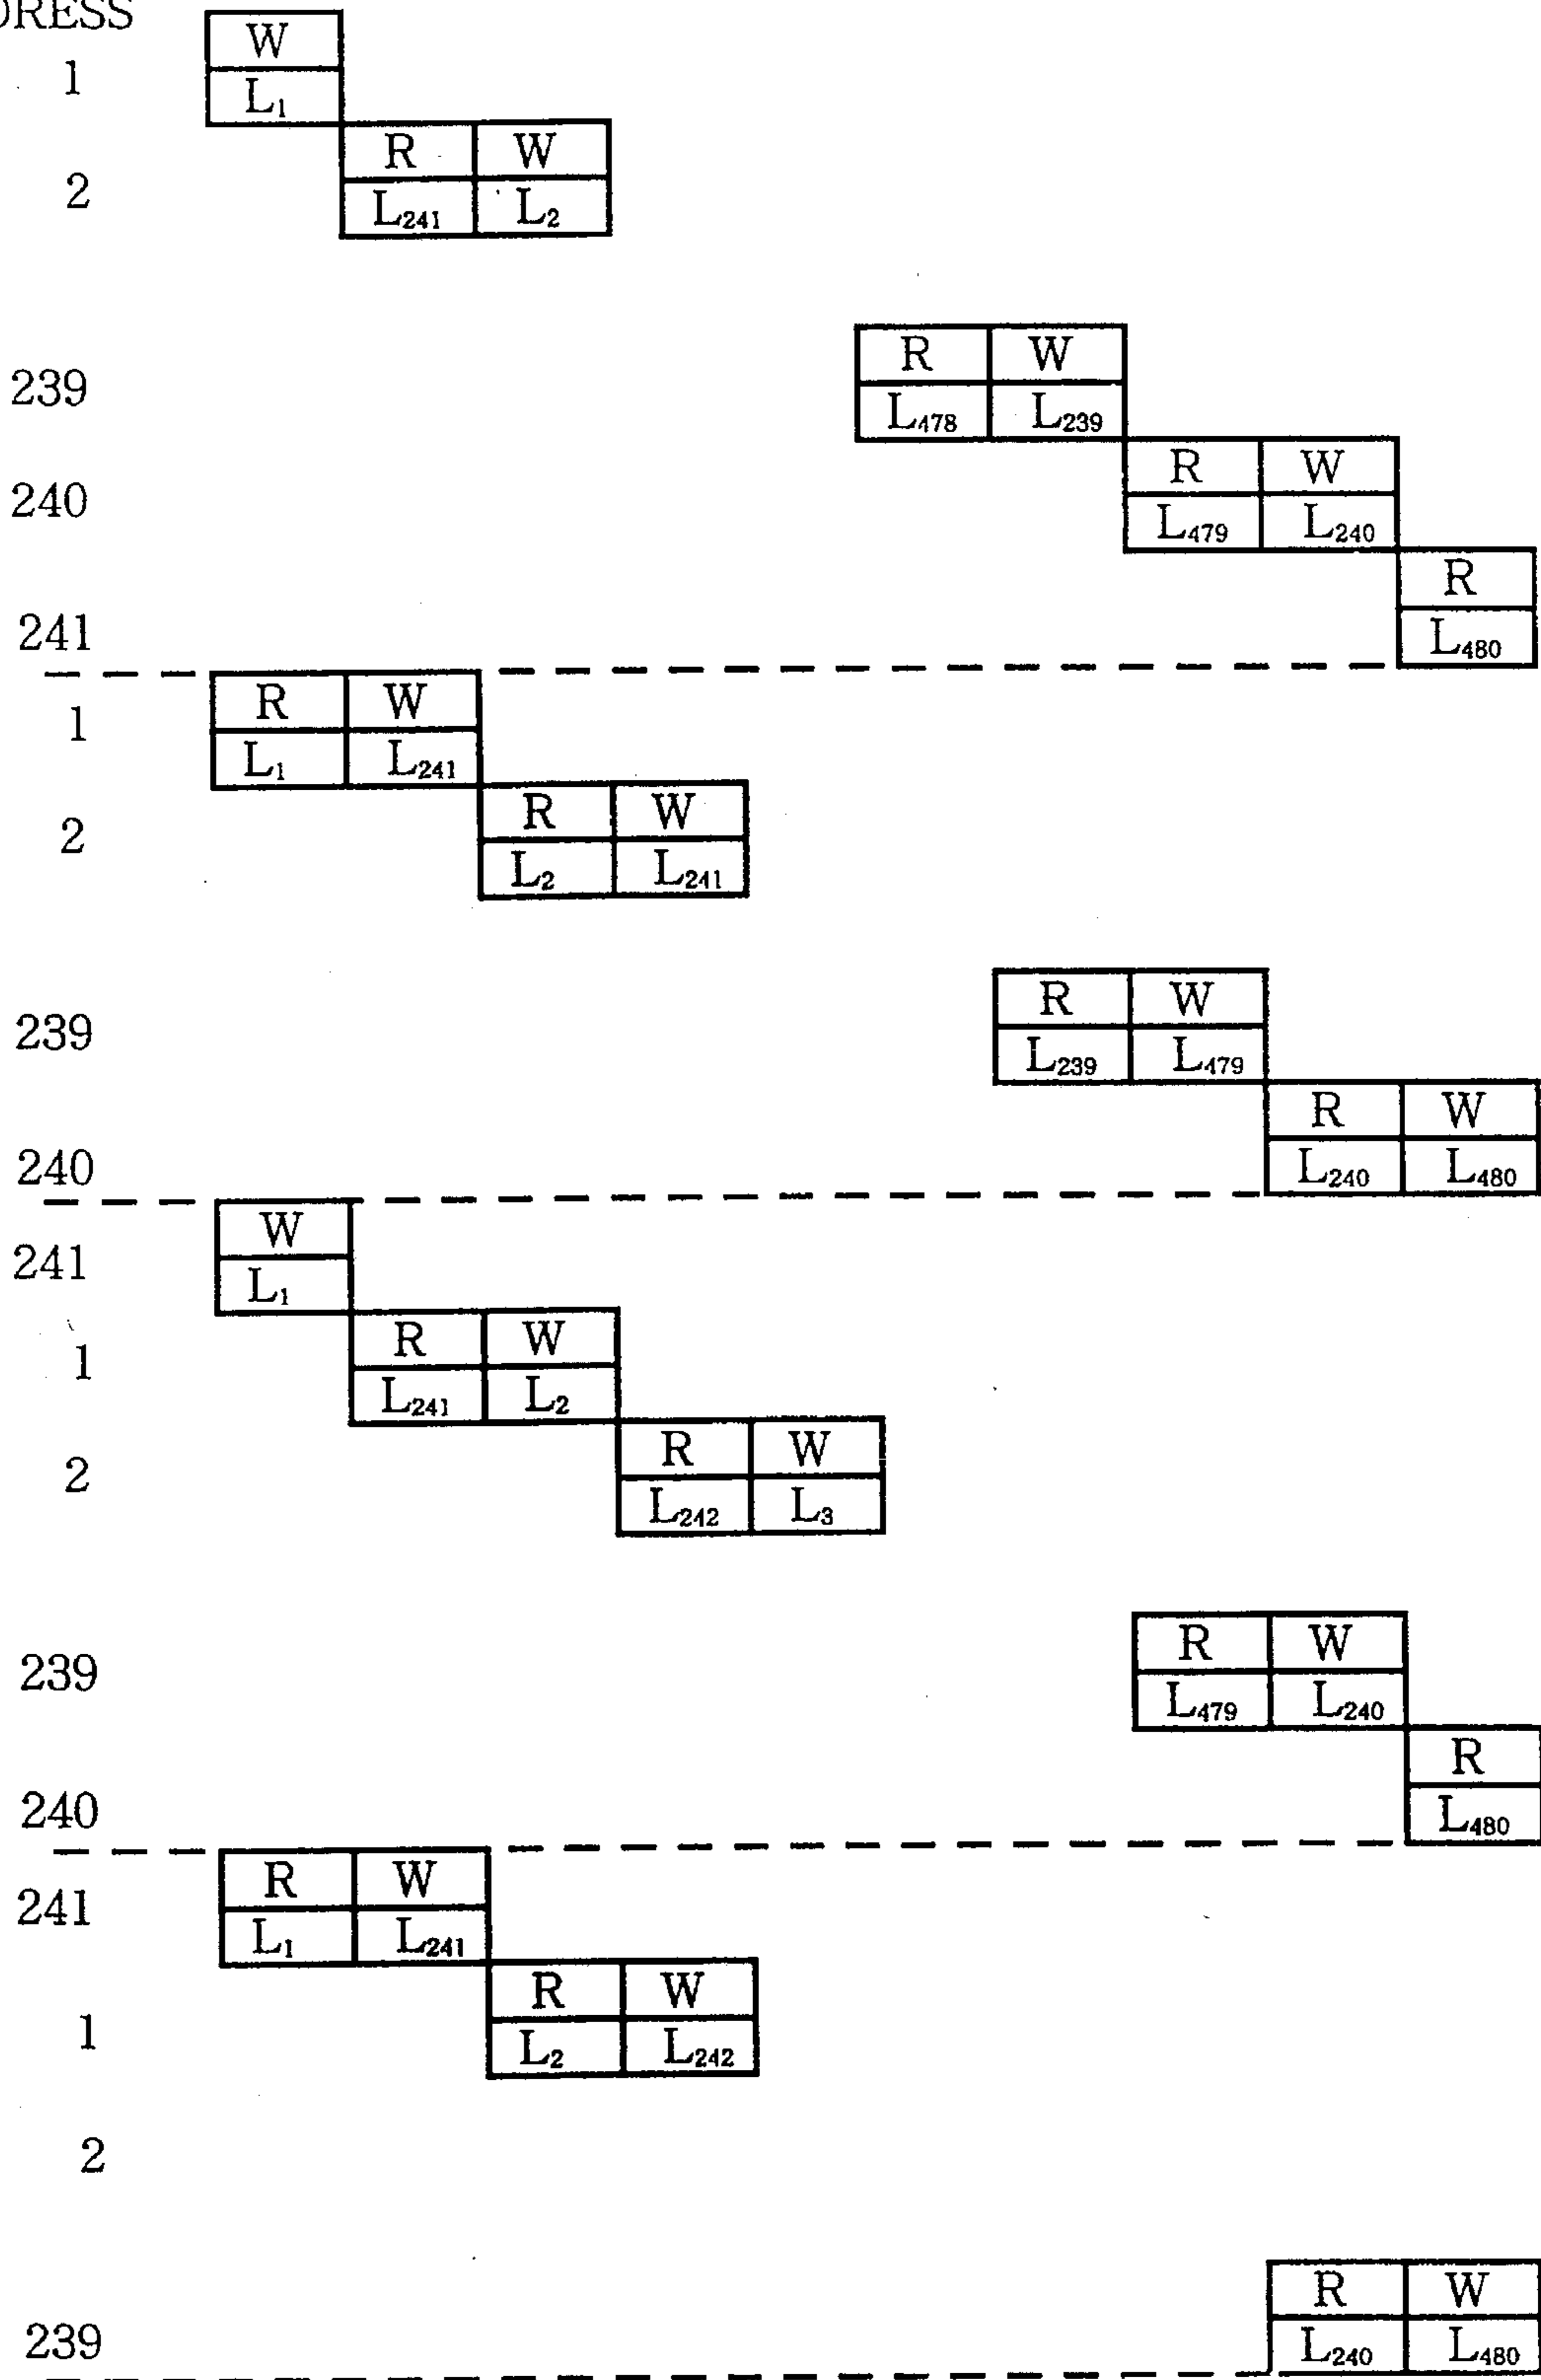 DRESS
W
1
L₁
R W
2
L₂₄₁ L₂
R W
239
L₄₇₈ L₂₃₉
R W
240
L₄₇₉ L₂₄₀
R
241
L₄₈₀
R W
1
L₁ L₂₄₁
R W
2
L₂ L₂₄₁
R W
239
L₂₃₉ L₄₇₉
R W
240
L₂₄₀ L₄₈₀
W
241
L₁
R W
1
L₂₄₁ L₂
R W
2
L₂₄₂ L₃
R W
239
L₄₇₉ L₂₄₀
R
240
L₄₈₀
R W
241
L₁ L₂₄₁
R W
1
L₂ L₂₄₂
2
R W
239
L₂₄₀ L₄₈₀